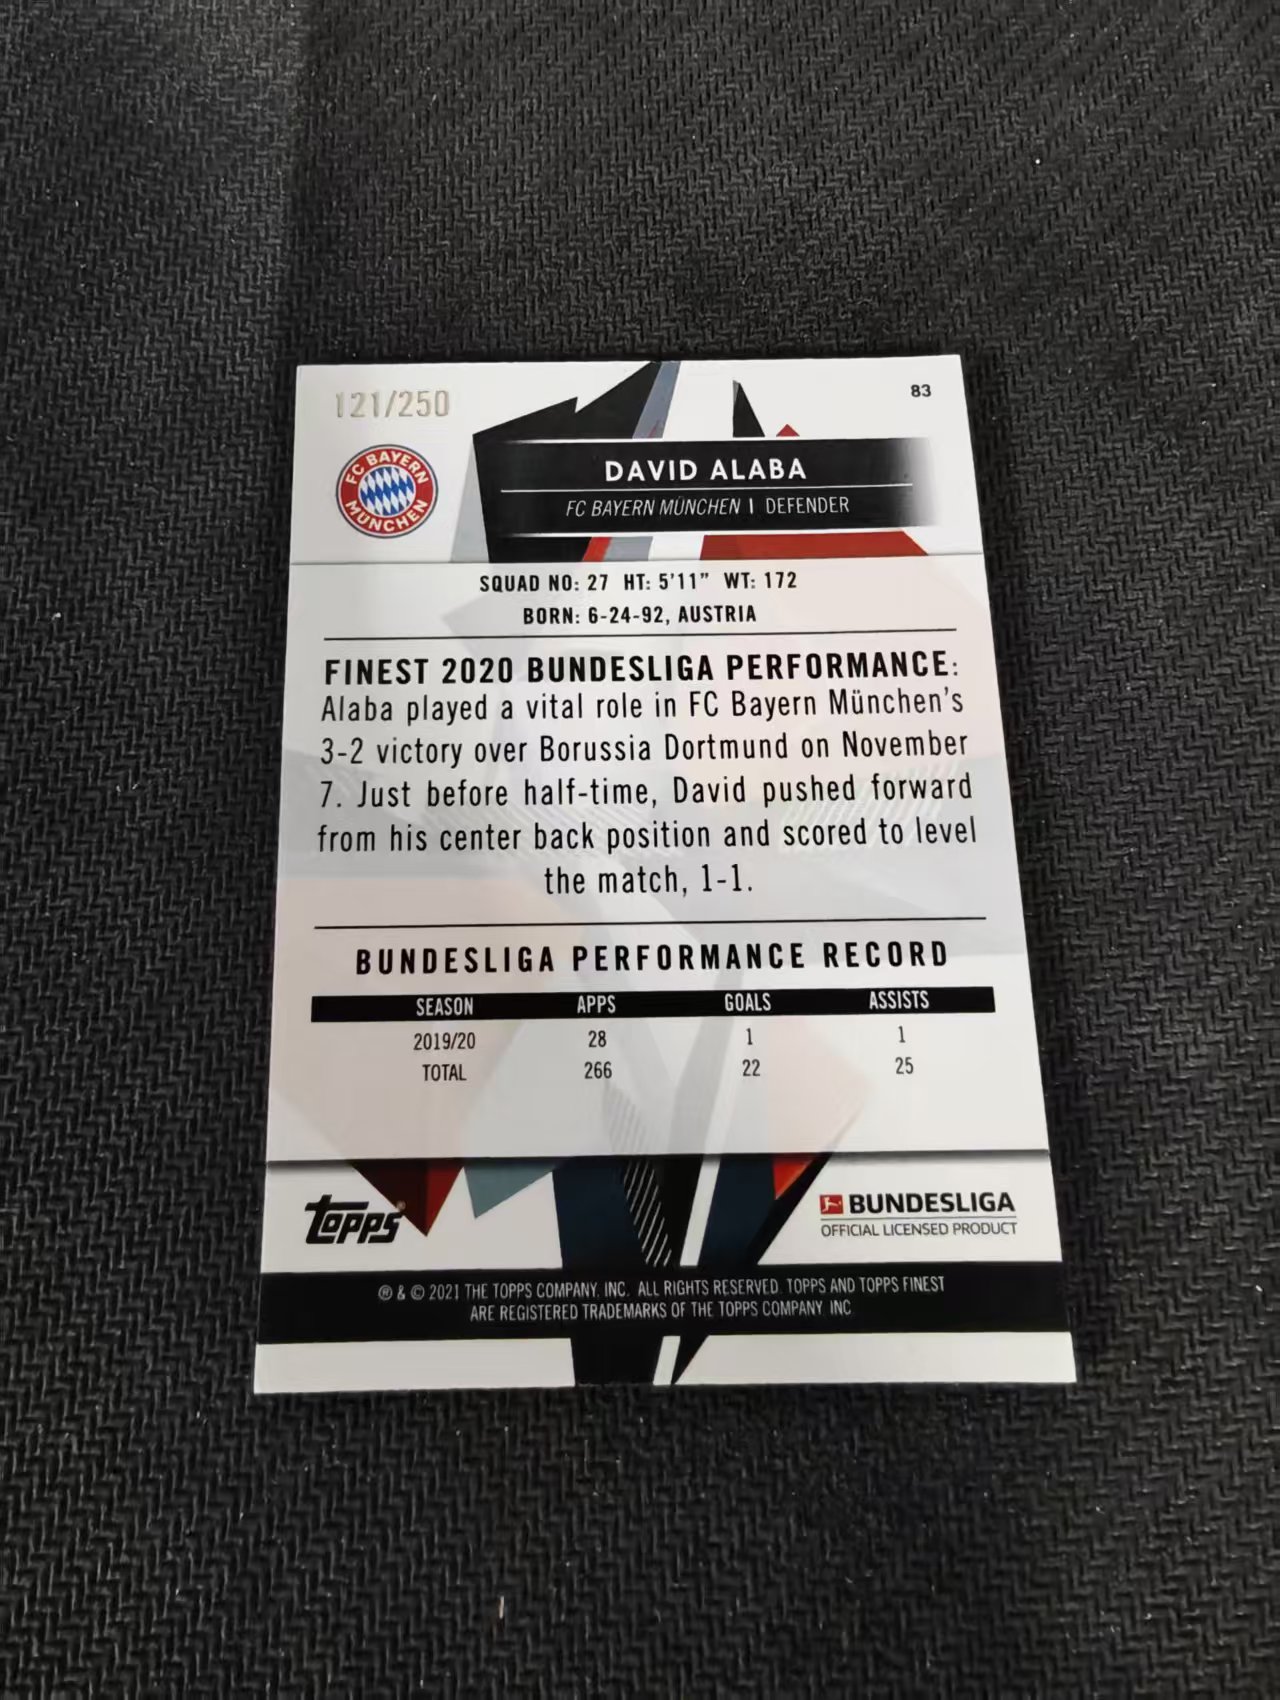 121/250
83
FC BAYERN
MÜNCHEN
DAVID ALABA
FC BAYERN MÜNCHEN | DEFENDER
SQUAD NO: 27 HT: 5'11" WT: 172
BORN: 6-24-92, AUSTRIA
FINEST 2020 BUNDESLIGA PERFORMANCE:
Alaba played a vital role in FC Bayern München's
3-2 victory over Borussia Dortmund on November
7. Just before half-time, David pushed forward
from his center back position and scored to level
the match, 1-1.
BUNDESLIGA PERFORMANCE RECORD
SEASON APPS GOALS ASSISTS
2019/20 28 1 1
TOTAL 266 22 25
topps®
BUNDESLIGA
OFFICIAL LICENSED PRODUCT
® & © 2021 THE TOPPS COMPANY, INC. ALL RIGHTS RESERVED. TOPPS AND TOPPS FINEST
ARE REGISTERED TRADEMARKS OF THE TOPPS COMPANY, INC